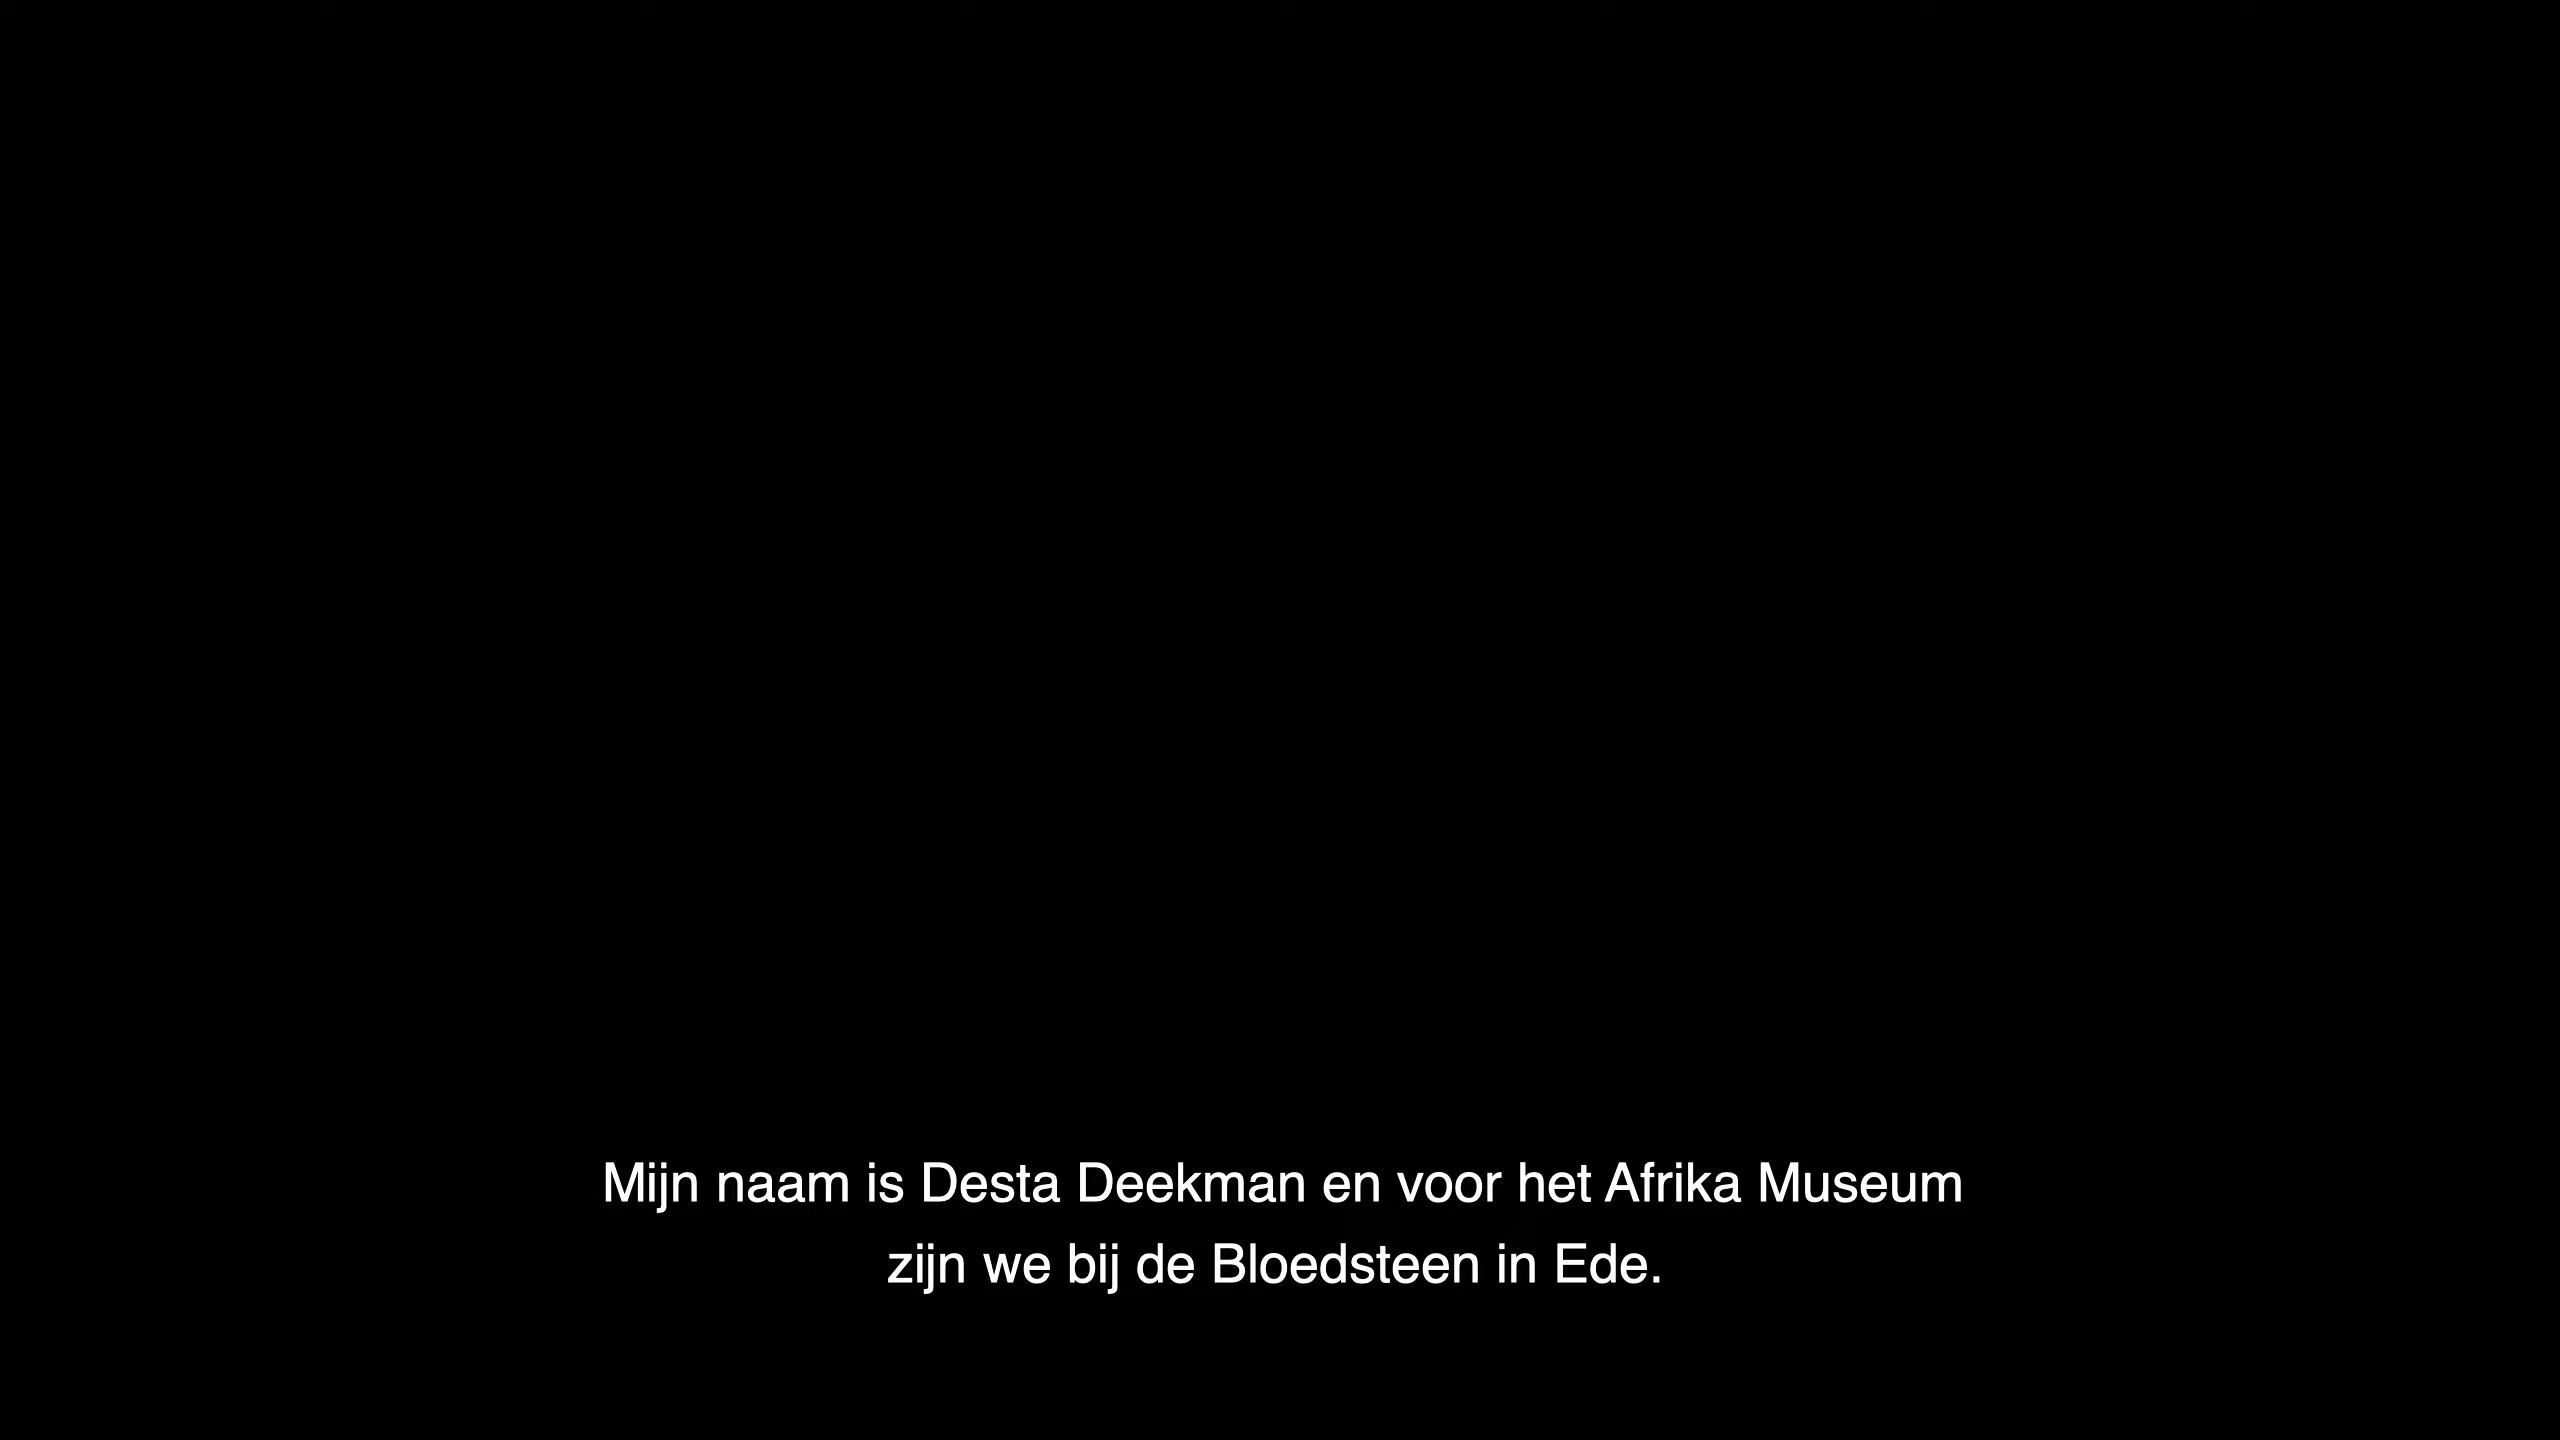 Mijn naam is Desta Deekman en voor het Afrika Museum
zijn we bij de Bloedsteen in Ede.